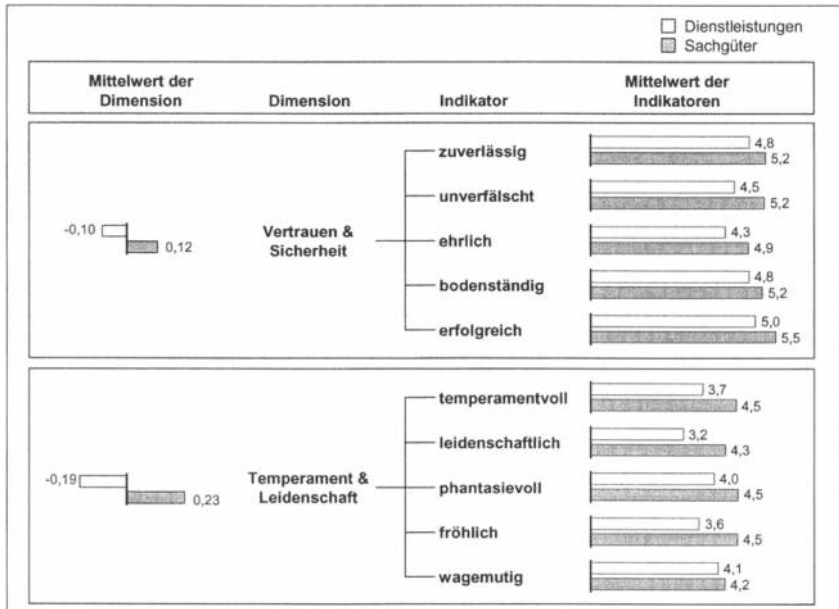 Dienstleistungen
Sachgüter
Mittelwert der Dimension Dimension Indikator Mittelwert der Indikatoren
zuverlässig 4,8
5,2
unverfälscht 4,5
5,2
-0,10
0,12
Vertrauen &
Sicherheit
ehrlich 4,3
4,9
bodenständig 4,8
5,2
erfolgreich 5,0
5,5
temperamentvoll 3,7
4,5
leidenschaftlich 3,2
4,3
-0,19
0,23
Temperament &
Leidenschaft
phantasievoll 4,0
4,5
fröhlich 3,6
4,5
wagemutig 4,1
4,2